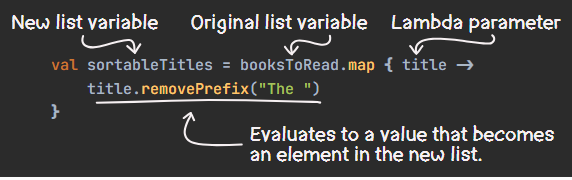 New list variable Original list variable Lambda parameter
val sortableTitles = booksToRead.map { title ->
title.removePrefix("The ")
}
Evaluates to a value that becomes
an element in the new list.